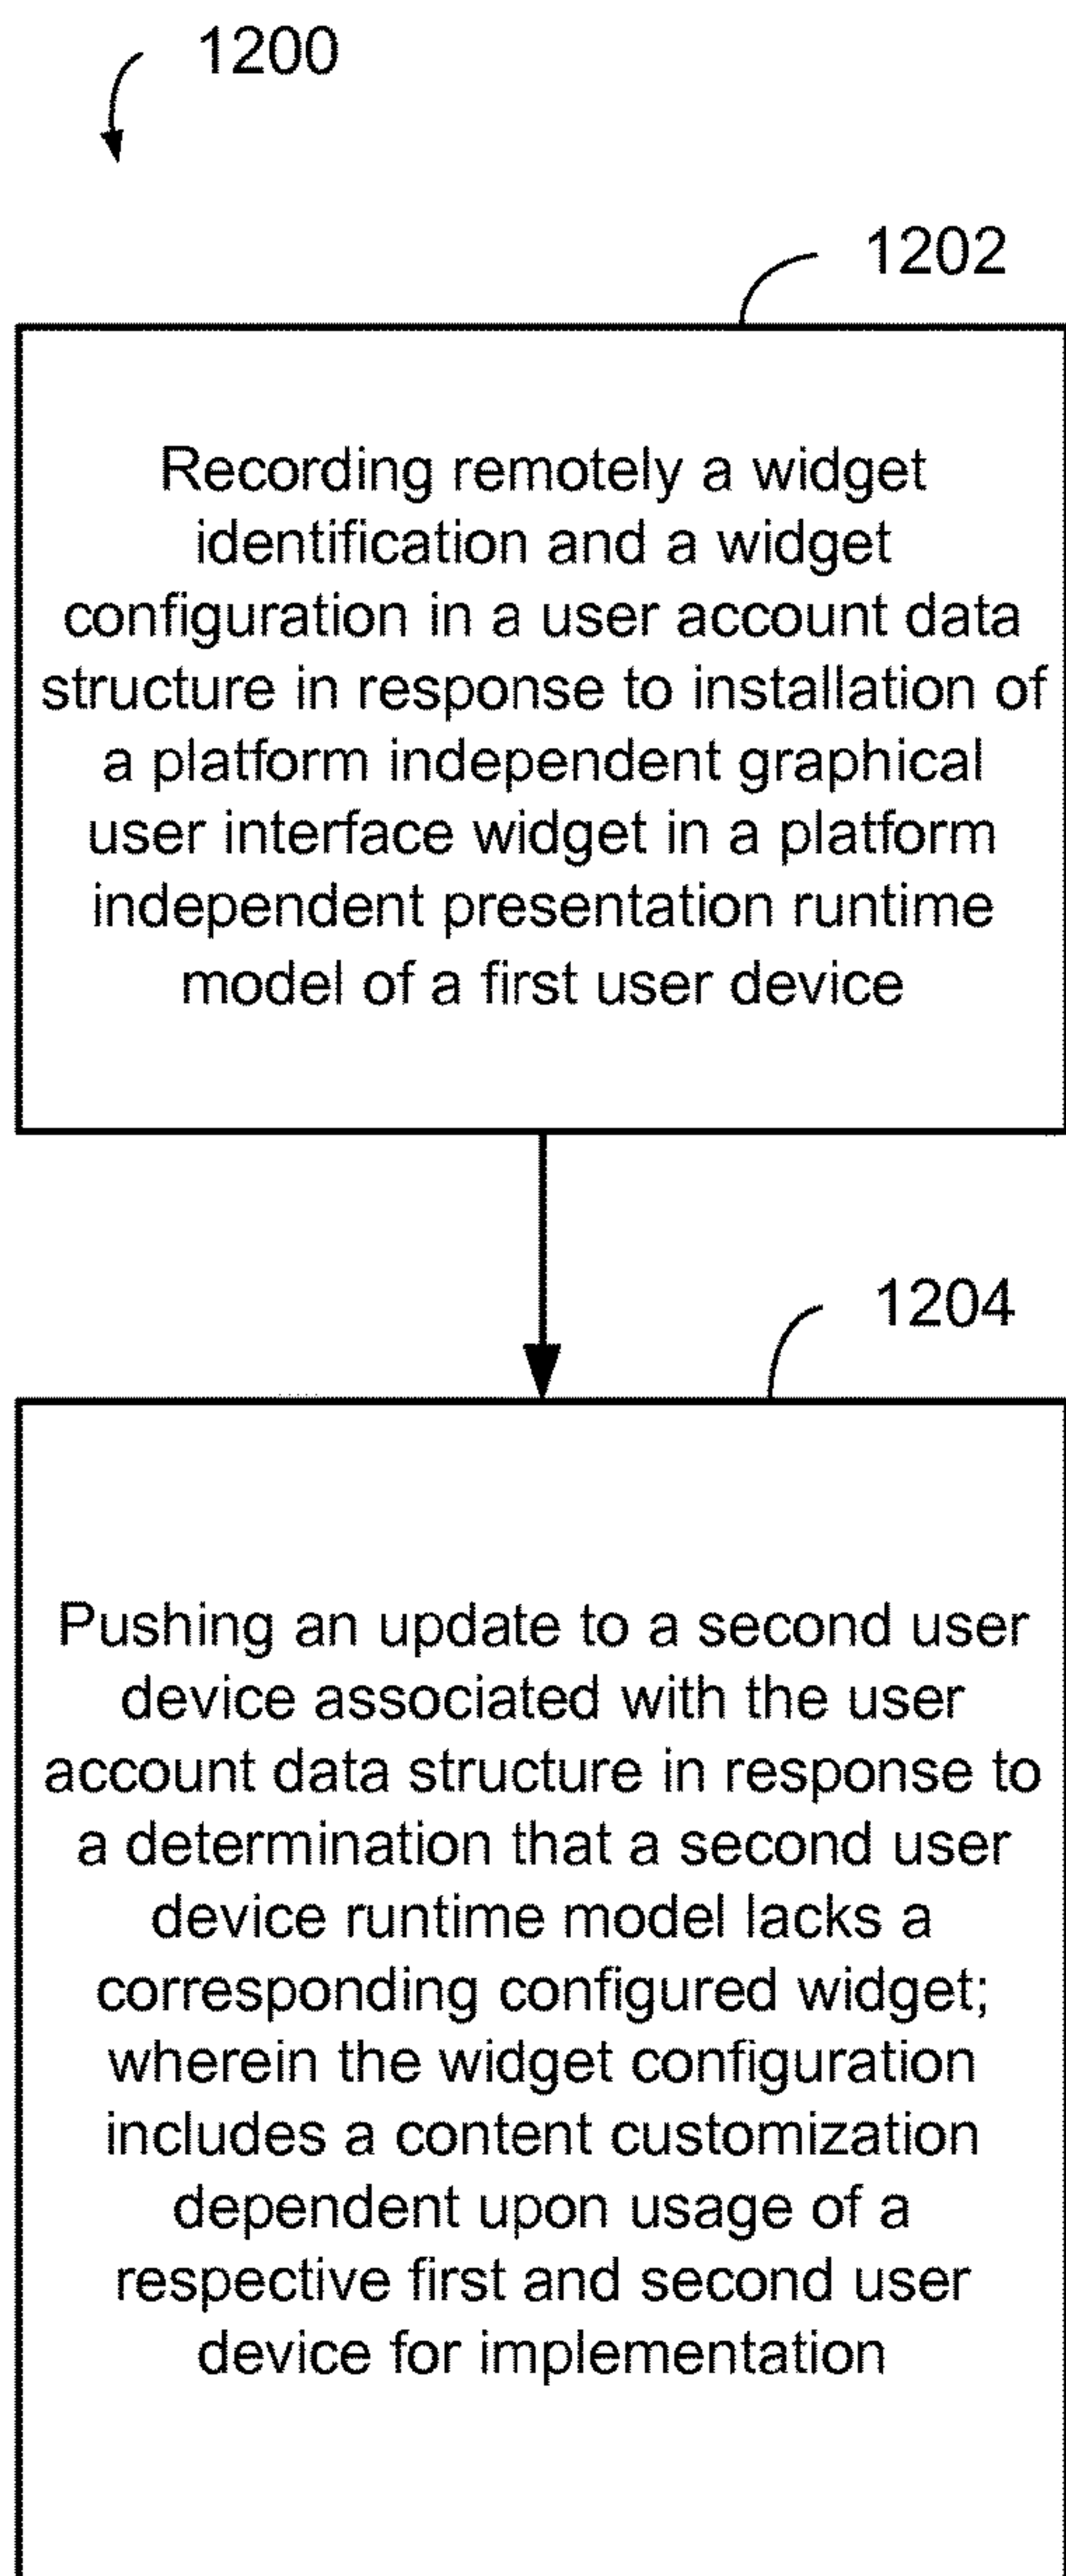 1200
1202
Recording remotely a widget
identification and a widget
configuration in a user account data
structure in response to installation of
a platform independent graphical
user interface widget in a platform
independent presentation runtime
model of a first user device
1204
Pushing an update to a second user
device associated with the user
account data structure in response to
a determination that a second user
device runtime model lacks a
corresponding configured widget;
wherein the widget configuration
includes a content customization
dependent upon usage of a
respective first and second user
device for implementation